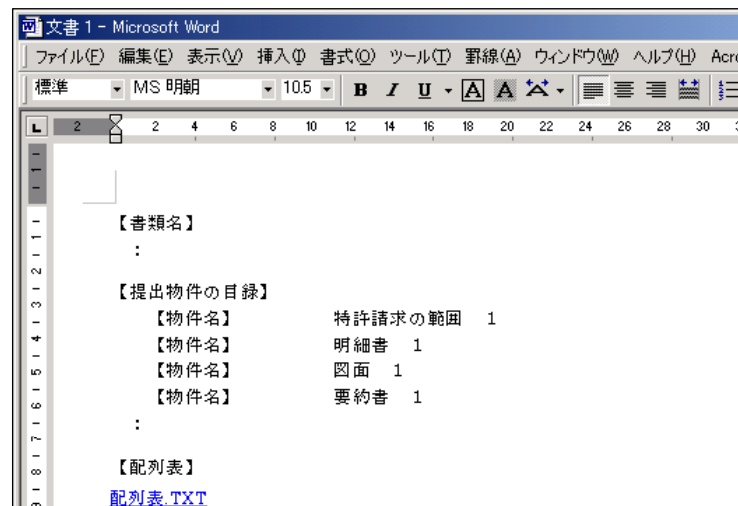 文書 1 - Microsoft Word
ファイル(F) 編集(E) 表示(V) 挿入(I) 書式(O) ツール(T) 罫線(A) ウィンドウ(W) ヘルプ(H) Acr
標準 MS 明朝 10.5 B I U A A
2 2 4 6 8 10 12 14 16 18 20 22 24 26 28 30
【書類名】
:
【提出物件の目録】
【物件名】 特許請求の範囲 1
【物件名】 明細書 1
【物件名】 図面 1
【物件名】 要約書 1
:
【配列表】
配列表.TXT